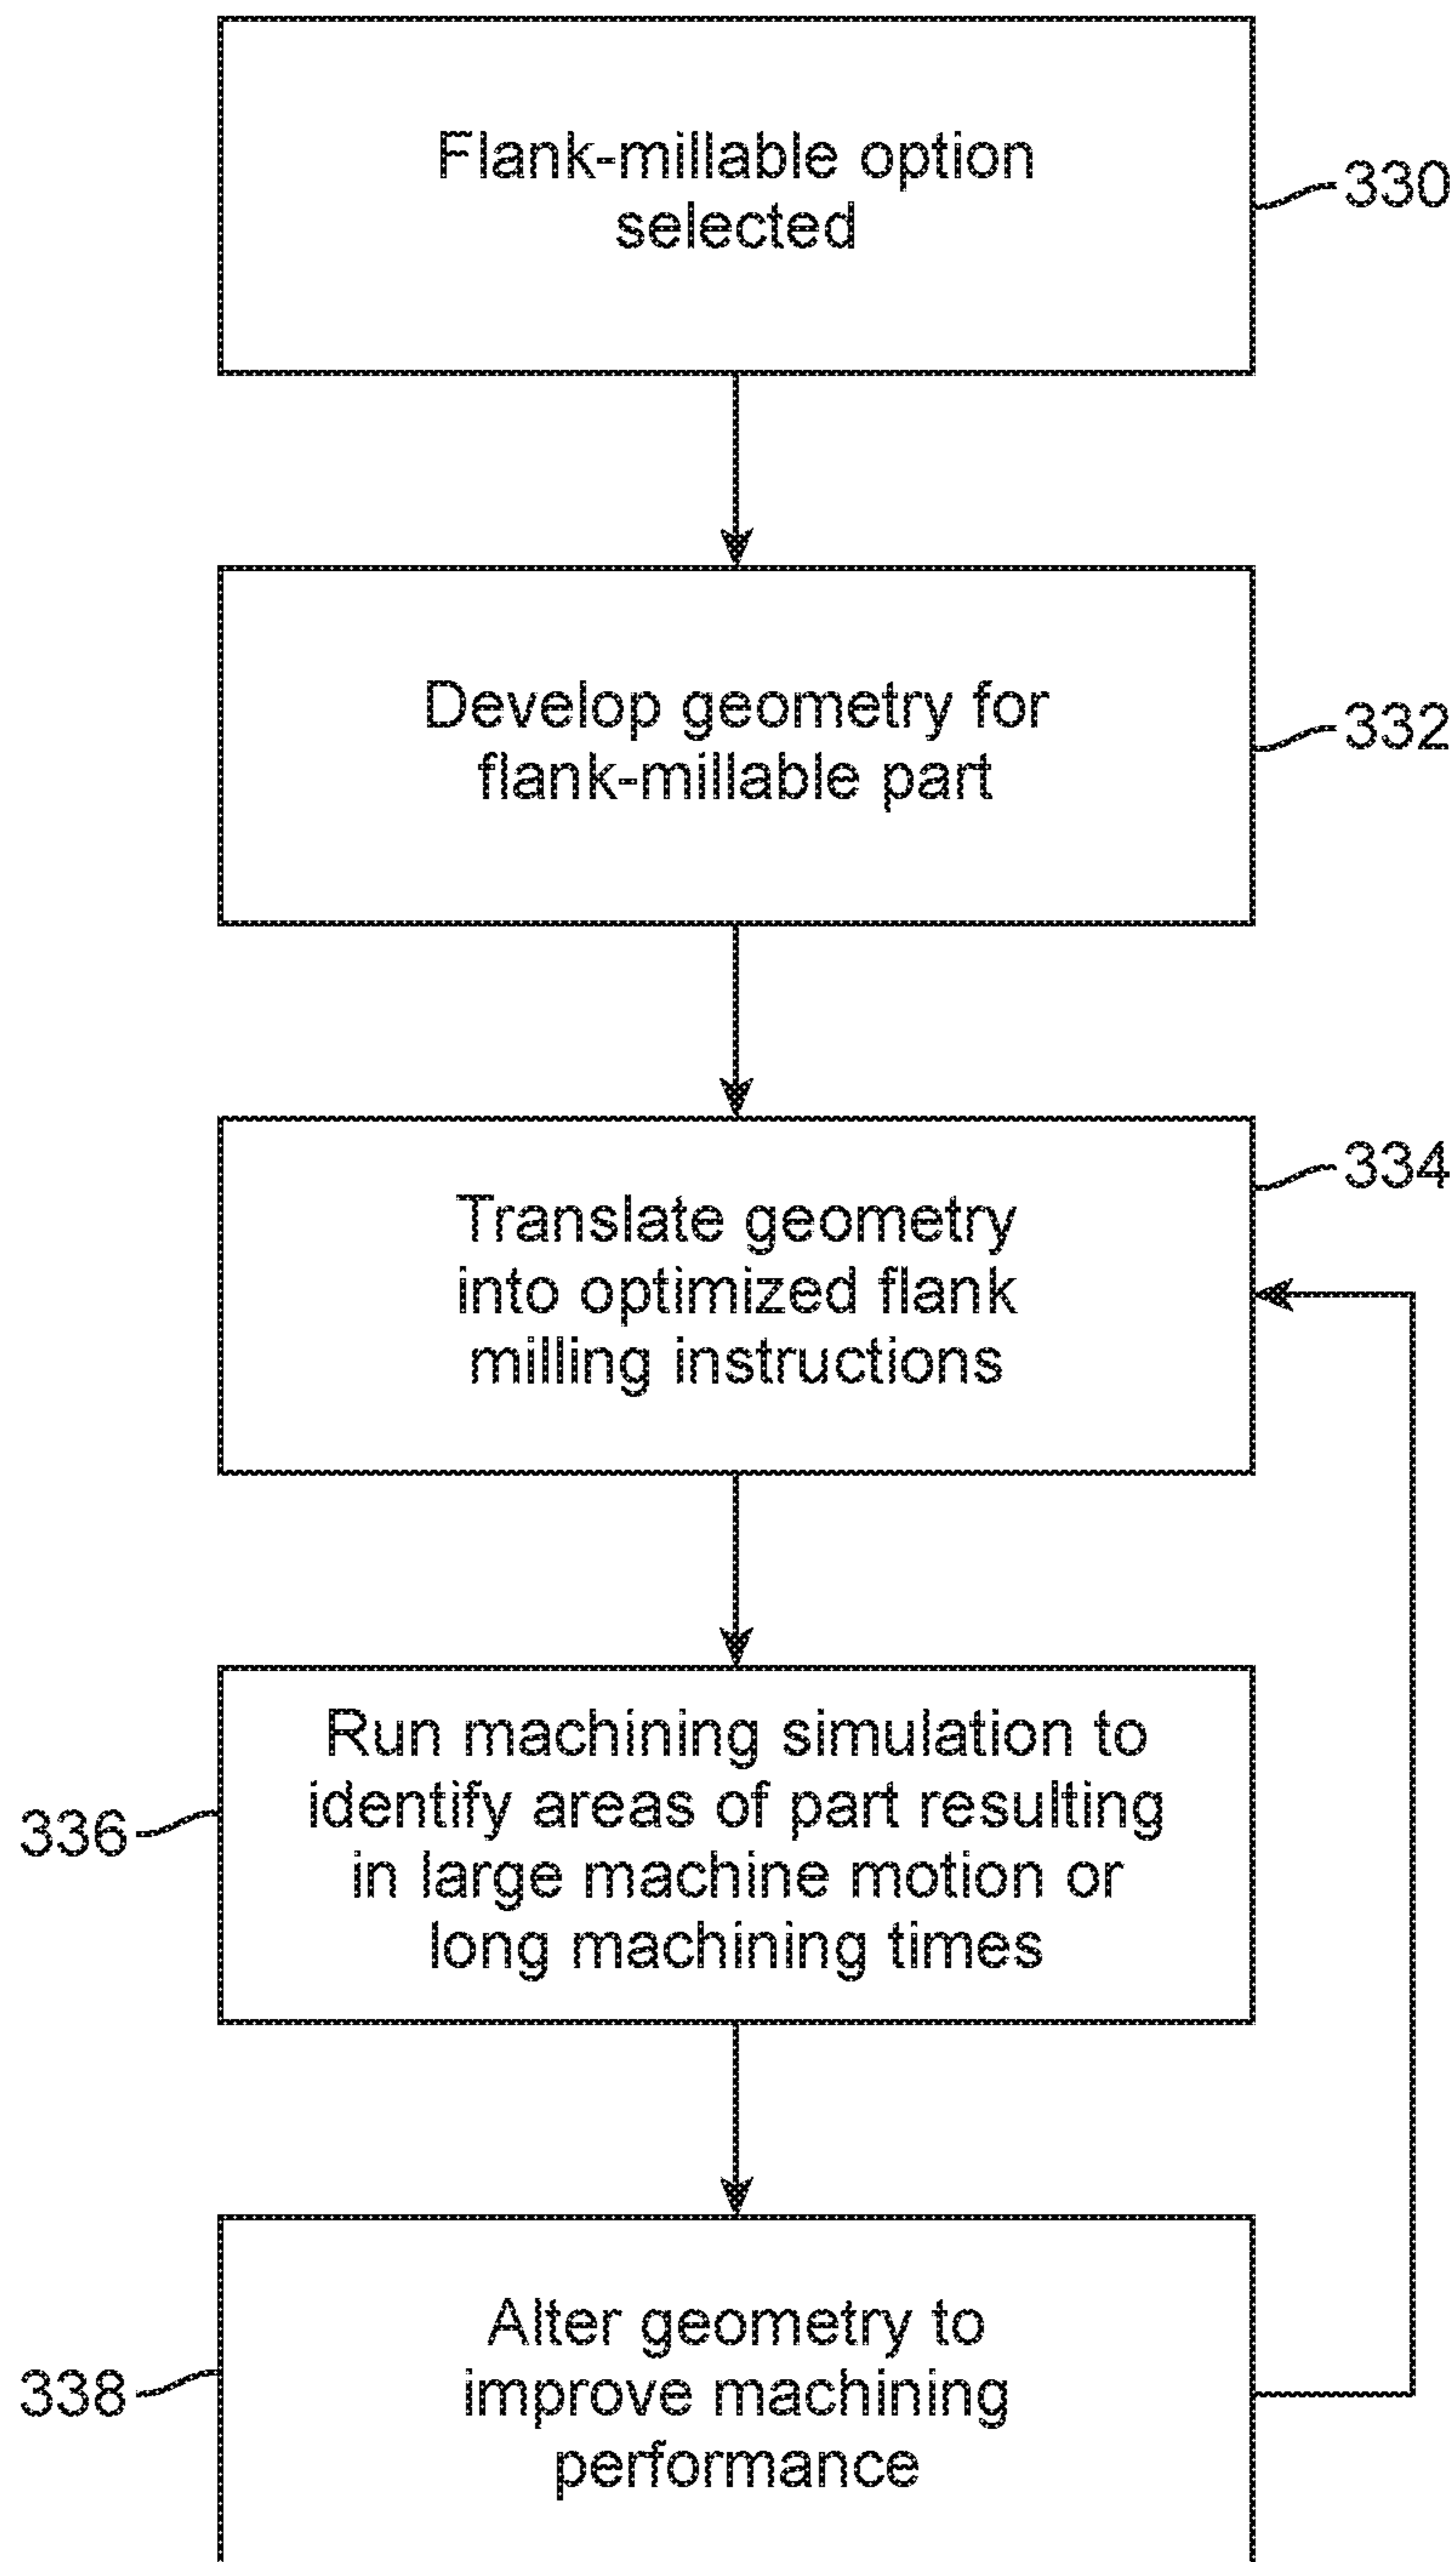 Flank-millable option
selected
330
Develop geometry for
flank-millable part
332
Translate geometry
into optimized flank
milling instructions
334
Run machining simulation to
identify areas of part resulting
in large machine motion or
long machining times
336
Alter geometry to
improve machining
performance
338